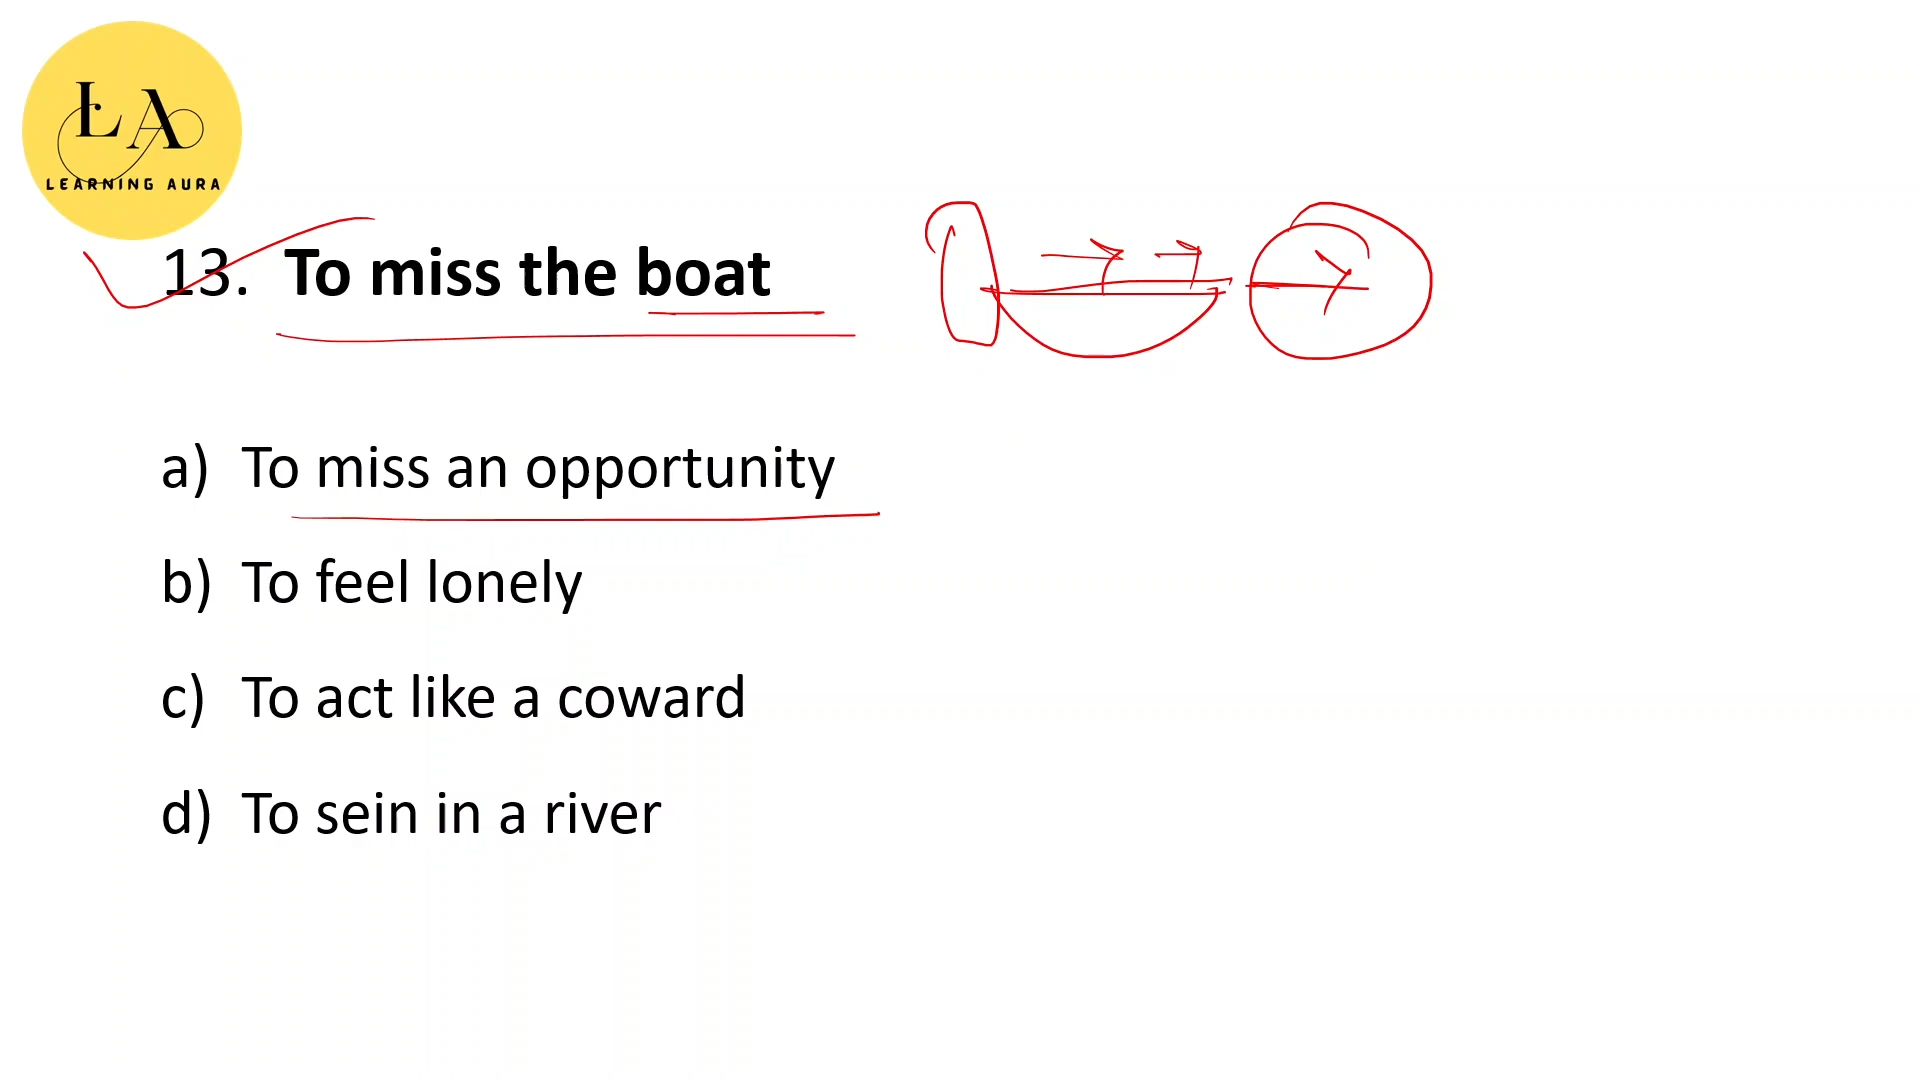 LA
LEARNING AURA
13. To miss the boat
a) To miss an opportunity
b) To feel lonely
c) To act like a coward
d) To sein in a river